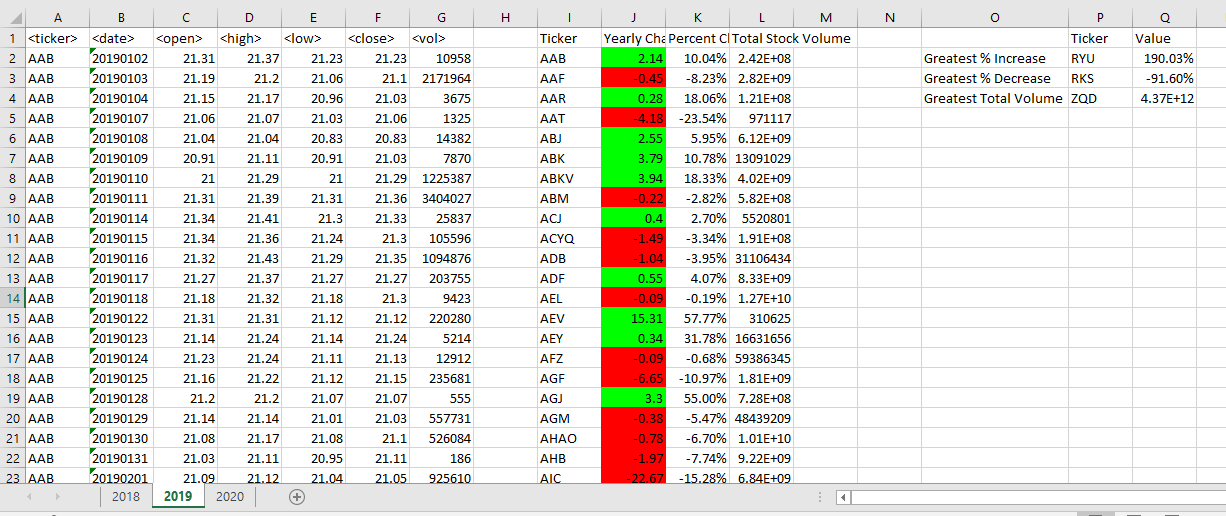 A B C D E F G H I J K L M N O P Q
1 <ticker> <date> <open> <high> <low> <close> <vol> Ticker Yearly Cha Percent C Total Stock Volume Ticker Value
2 AAB 20190102 21.31 21.37 21.23 21.23 10958 AAB 2.14 10.04% 2.42E+08 Greatest % Increase RYU 190.03%
3 AAB 20190103 21.19 21.2 21.06 21.1 2171964 AAF -0.45 -8.23% 2.82E+09 Greatest % Decrease RKS -91.60%
4 AAB 20190104 21.15 21.17 20.96 21.03 3675 AAR 0.28 18.06% 1.21E+08 Greatest Total Volume ZQD 4.37E+12
5 AAB 20190107 21.06 21.07 21.03 21.06 1325 AAT -4.18 -23.54% 971117
6 AAB 20190108 21.04 21.04 20.83 20.83 14382 ABJ 2.55 5.95% 6.12E+09
7 AAB 20190109 20.91 21.11 20.91 21.03 7870 ABK 3.79 10.78% 13091029
8 AAB 20190110 21 21.29 21 21.29 1225387 ABKV 3.94 18.33% 4.02E+09
9 AAB 20190111 21.31 21.39 21.31 21.36 3404027 ABM -0.22 -2.82% 5.82E+08
10 AAB 20190114 21.34 21.41 21.3 21.33 25837 ACJ 0.4 2.70% 5520801
11 AAB 20190115 21.34 21.36 21.24 21.3 105596 ACYQ -1.49 -3.34% 1.91E+08
12 AAB 20190116 21.32 21.43 21.29 21.35 1094876 ADB -1.04 -3.95% 31106434
13 AAB 20190117 21.27 21.37 21.27 21.27 203755 ADF 0.55 4.07% 8.33E+09
14 AAB 20190118 21.18 21.32 21.18 21.3 9423 AEL -0.09 -0.19% 1.27E+10
15 AAB 20190122 21.31 21.31 21.12 21.12 220280 AEV 15.31 57.77% 310625
16 AAB 20190123 21.14 21.24 21.14 21.24 5214 AEY 0.34 31.78% 16631656
17 AAB 20190124 21.23 21.24 21.11 21.13 12912 AFZ -0.09 -0.68% 59386345
18 AAB 20190125 21.16 21.22 21.12 21.15 235681 AGF -6.65 -10.97% 1.81E+09
19 AAB 20190128 21.2 21.2 21.07 21.07 555 AGJ 3.3 55.00% 7.28E+08
20 AAB 20190129 21.14 21.14 21.01 21.03 557731 AGM -0.38 -5.47% 48439209
21 AAB 20190130 21.08 21.17 21.08 21.1 526084 AHAO -0.78 -6.70% 1.01E+10
22 AAB 20190131 21.03 21.11 20.95 21.11 186 AHB -1.97 -7.74% 9.22E+09
23 AAB 20190201 21.09 21.12 21.04 21.05 925610 AIC -22.67 -15.28% 6.84E+09
2018 2019 2020